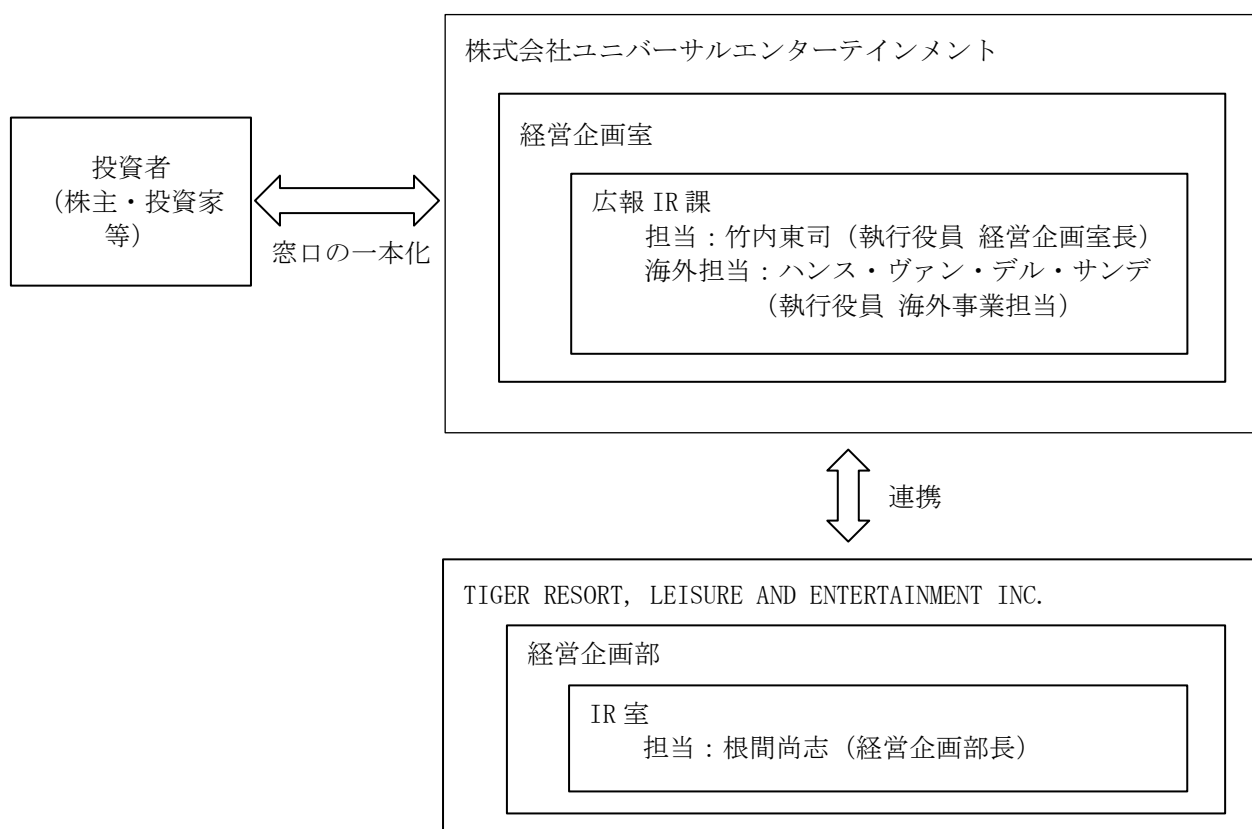 株式会社ユニバーサルエンターテインメント
経営企画室
投資者
（株主・投資家
等）
窓口の一本化
広報 IR 課
担当：竹内東司（執行役員 経営企画室長）
海外担当：ハンス・ヴァン・デル・サンデ
（執行役員 海外事業担当）
連携
TIGER RESORT, LEISURE AND ENTERTAINMENT INC.
経営企画部
IR 室
担当：根間尚志（経営企画部長）